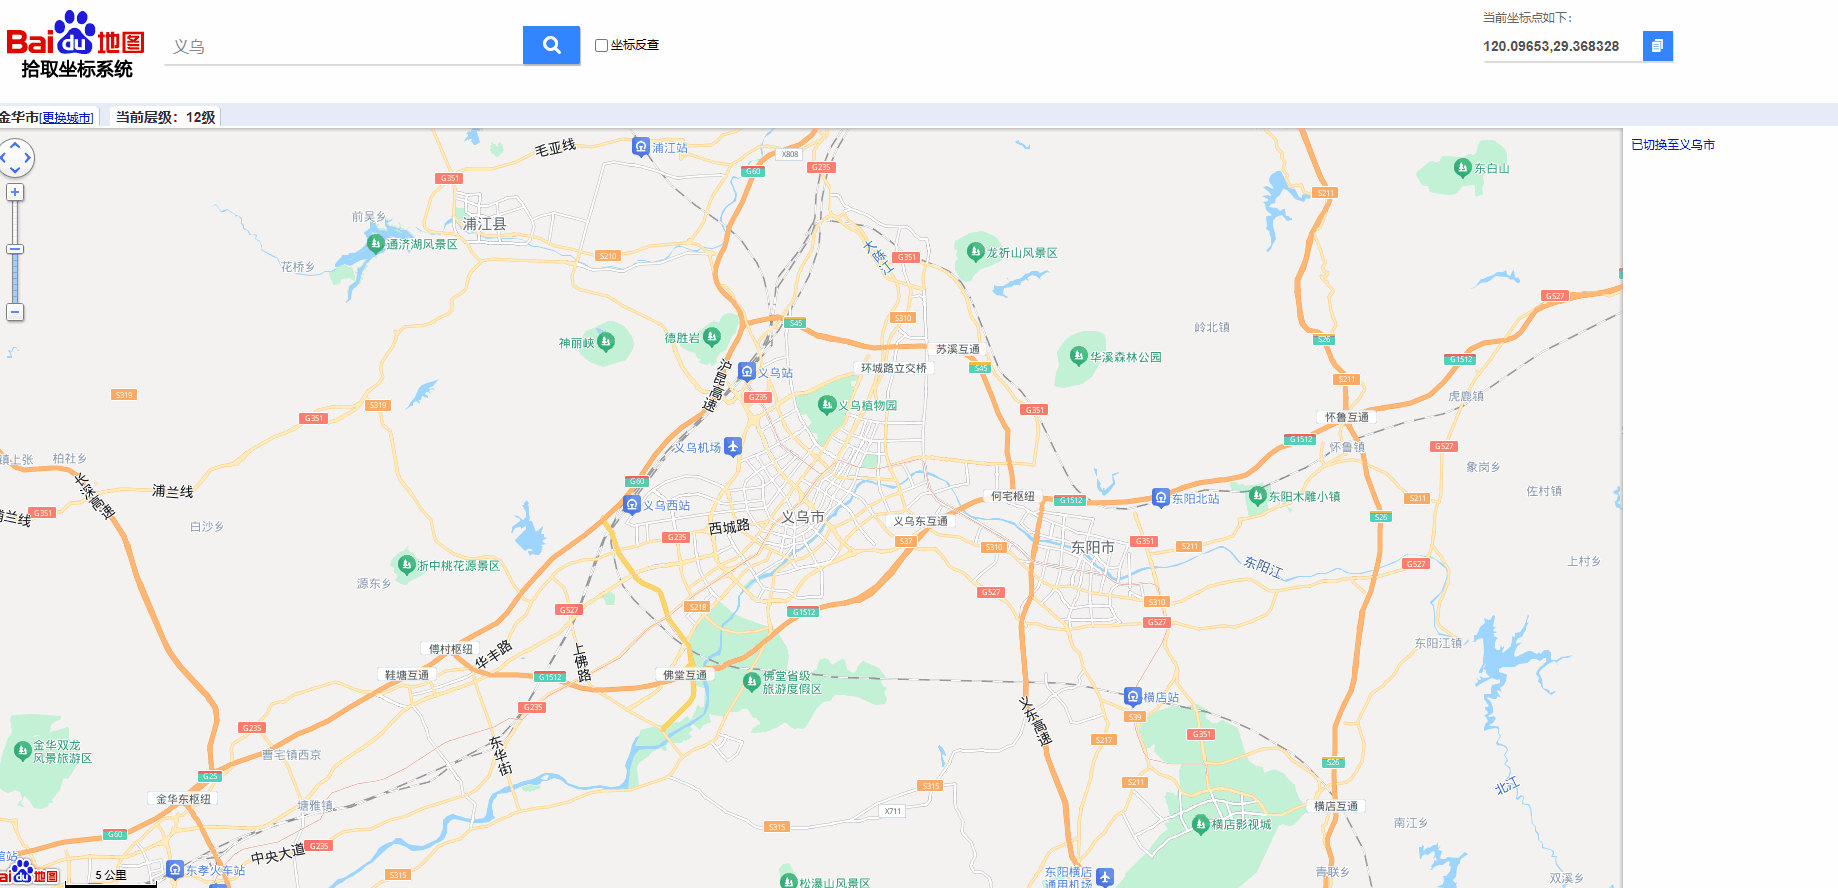 Bai du 地图
拾取坐标系统
义乌
坐标反查
当前坐标点如下:
120.09653,29.368328
金华市[更换城市]
当前层级：12级
已切换至义乌市
毛亚线
浦江站
X808
G235
G60
G351
东白山
S211
前吴乡
浦江县
通济湖风景区
花桥乡
S210
大陈江
G351
龙祈山风景区
G527
S45
S310
岭北镇
神丽峡
德胜岩
苏溪互通
华溪森林公园
S26
G1512
沪昆高速
义乌站
环城路立交桥
S45
S211
S319
G235
义乌植物园
虎鹿镇
S319
G351
G351
怀鲁互通
义乌机场
G1512
怀鲁镇
G527
镇上张
柏社乡
象岗乡
长深高速
浦兰线
G60
佐村镇
何宅枢纽
G1512
东阳北站
东阳木雕小镇
S211
义乌西站
G351
白沙乡
西城路
义乌市
义乌东互通
S26
G235
S37
S310
东阳市
G351
S211
浙中桃花源景区
东阳江
G527
上村乡
源东乡
G527
S218
G1512
G527
S310
G527
东阳江镇
傅村枢纽
华丰路
上佛路
鞋塘互通
G1512
佛堂互通
佛堂省级
旅游度假区
横店站
G235
义东高速
S39
G235
东华街
S217
G351
金华双龙
风景旅游区
曹宅镇西京
S26
G25
S315
S211
金华东枢纽
塘雅镇
X711
北江
横店互通
G60
S315
横店影视城
南江乡
中央大道
G235
东孝火车站
S315
5 公里
松瀑山风景区
东阳横店
通用机场
青联乡
双溪乡
Bai du 地图